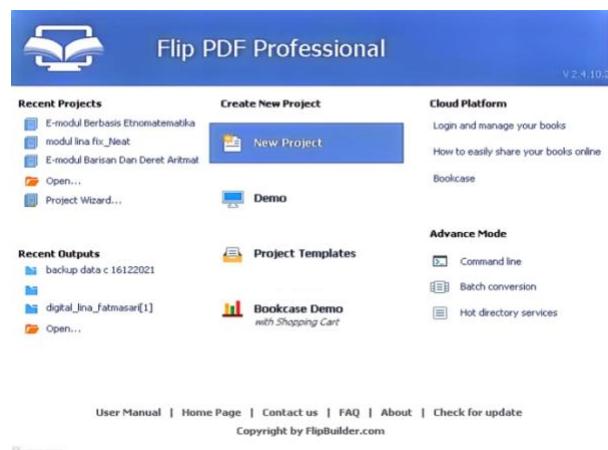 Flip PDF Professional
V 2.4.10.2
Recent Projects
E-modul Berbasis Etnomatematika
modul lina fix_Neat
E-modul Barisan Dan Deret Aritmat
Open...
Project Wizard...
Recent Outputs
backup data c 16122021
digital_lina_fatmasari[1]
Open...
Create New Project
New Project
Demo
Project Templates
Bookcase Demo
with Shopping Cart
Cloud Platform
Login and manage your books
How to easily share your books online
Bookcase
Advance Mode
Command line
Batch conversion
Hot directory services
User Manual | Home Page | Contact us | FAQ | About | Check for update
Copyright by FlipBuilder.com